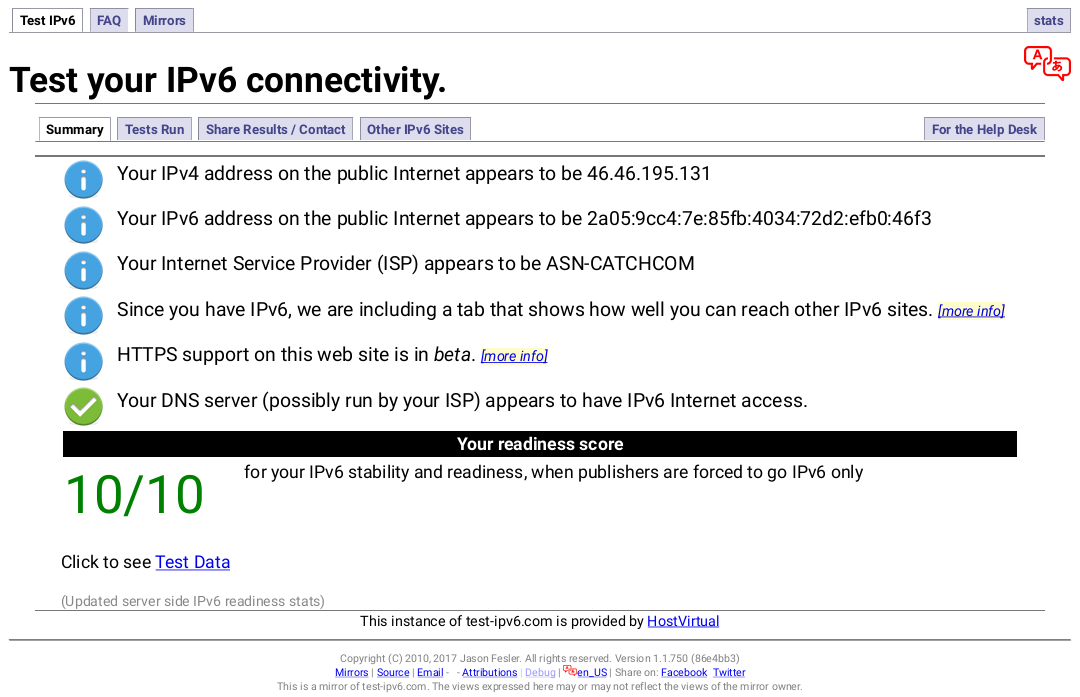 Test IPv6 FAQ Mirrors stats
Test your IPv6 connectivity.
Summary Tests Run Share Results / Contact Other IPv6 Sites For the Help Desk
Your IPv4 address on the public Internet appears to be 46.46.195.131
Your IPv6 address on the public Internet appears to be 2a05:9cc4:7e:85fb:4034:72d2:efb0:46f3
Your Internet Service Provider (ISP) appears to be ASN-CATCHCOM
Since you have IPv6, we are including a tab that shows how well you can reach other IPv6 sites. [more info]
HTTPS support on this web site is in beta. [more info]
Your DNS server (possibly run by your ISP) appears to have IPv6 Internet access.
Your readiness score
10/10 for your IPv6 stability and readiness, when publishers are forced to go IPv6 only
Click to see Test Data
(Updated server side IPv6 readiness stats)
This instance of test-ipv6.com is provided by HostVirtual
Copyright (C) 2010, 2017 Jason Fesler. All rights reserved. Version 1.1.750 (86e4bb3)
Mirrors | Source | Email - - Attributions | Debug | en_US | Share on: Facebook Twitter
This is a mirror of test-ipv6.com. The views expressed here may or may not reflect the views of the mirror owner.